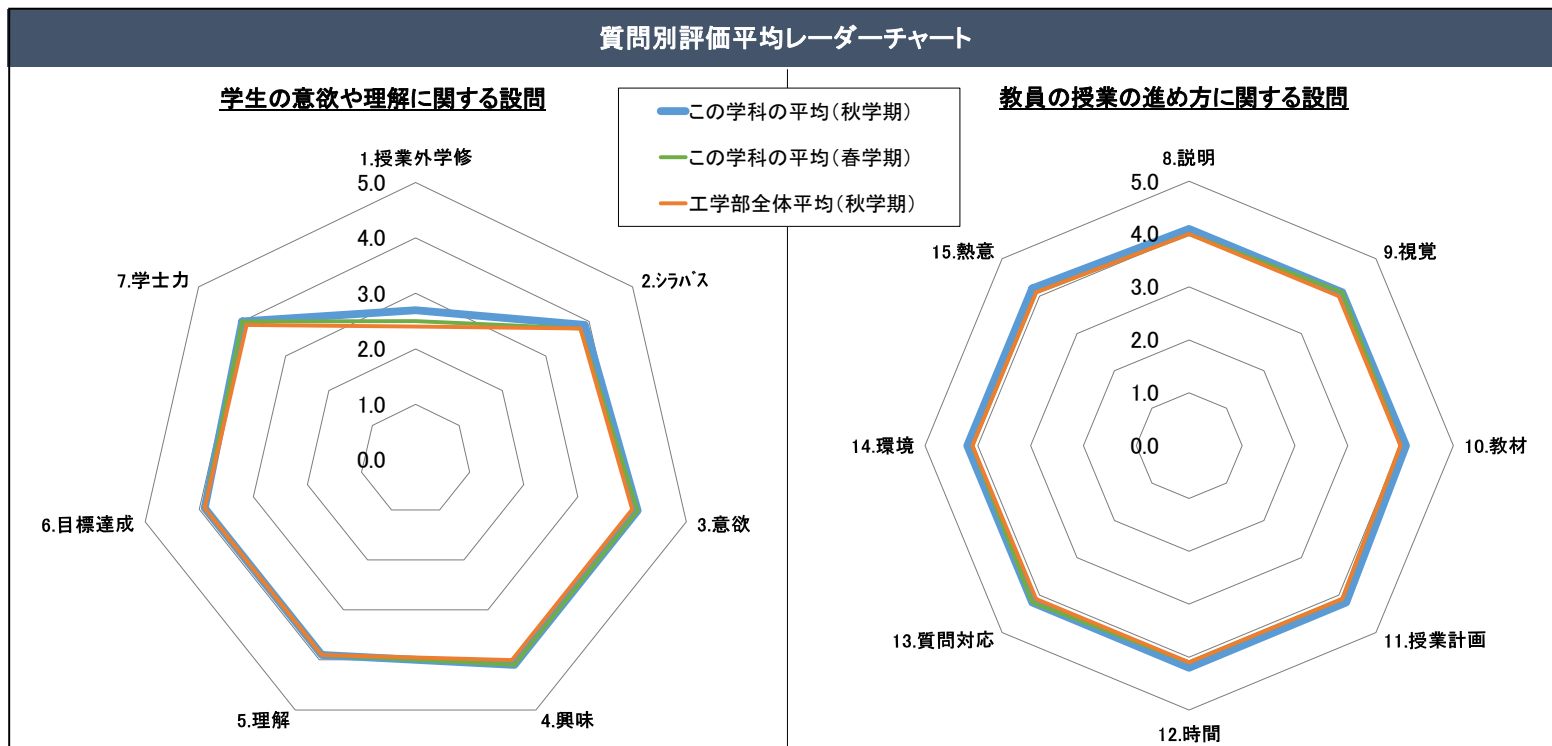 質問別評価平均レーダーチャート
学生の意欲や理解に関する設問
この学科の平均（秋学期）
この学科の平均（春学期）
工学部全体平均（秋学期）
教員の授業の進め方に関する設問
1.授業外学修
5.0
4.0
3.0
2.0
1.0
0.0
2.ｼﾗﾊﾞｽ
3.意欲
4.興味
5.理解
6.目標達成
7.学士力
8.説明
5.0
4.0
3.0
2.0
1.0
0.0
9.視覚
10.教材
11.授業計画
12.時間
13.質問対応
14.環境
15.熱意